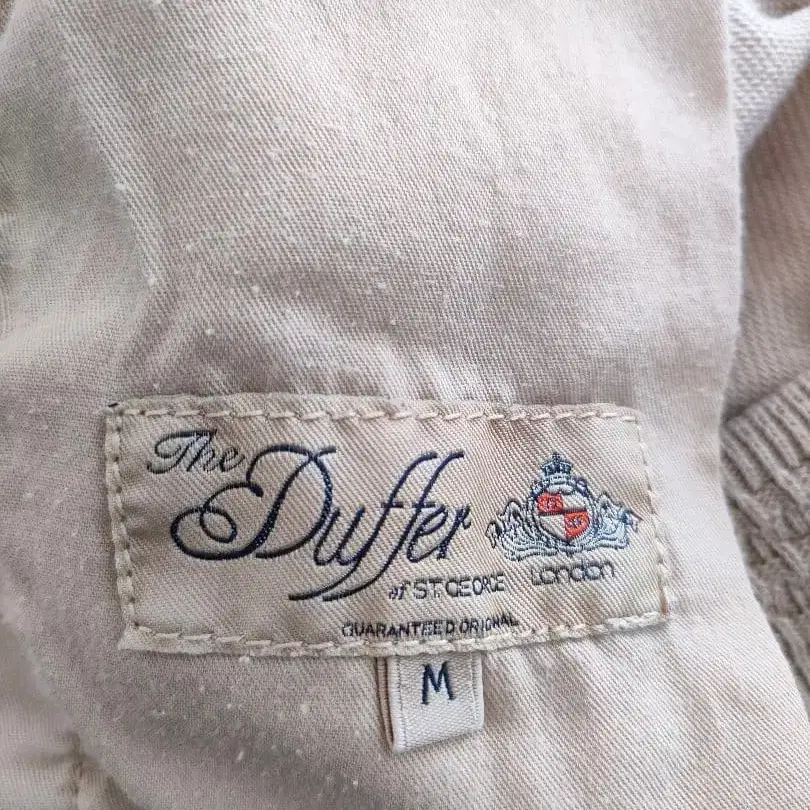 The Duffer
of ST. GEORGE London
GUARANTEED ORIGINAL
M